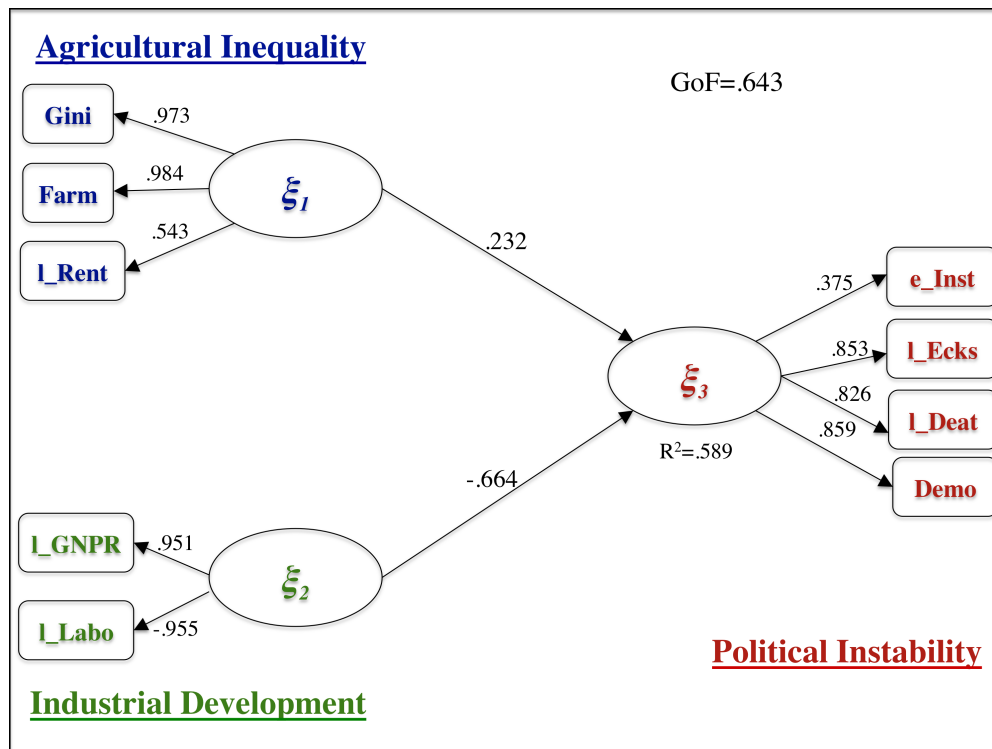 Agricultural Inequality
GoF=.643
Gini
.973
Farm
.984
l_Rent
.543
ξ1
.232
e_Inst
.375
l_Ecks
.853
l_Deat
.826
Demo
.859
ξ3
R²=.589
-.664
l_GNPR
.951
l_Labo
-.955
ξ2
Political Instability
Industrial Development